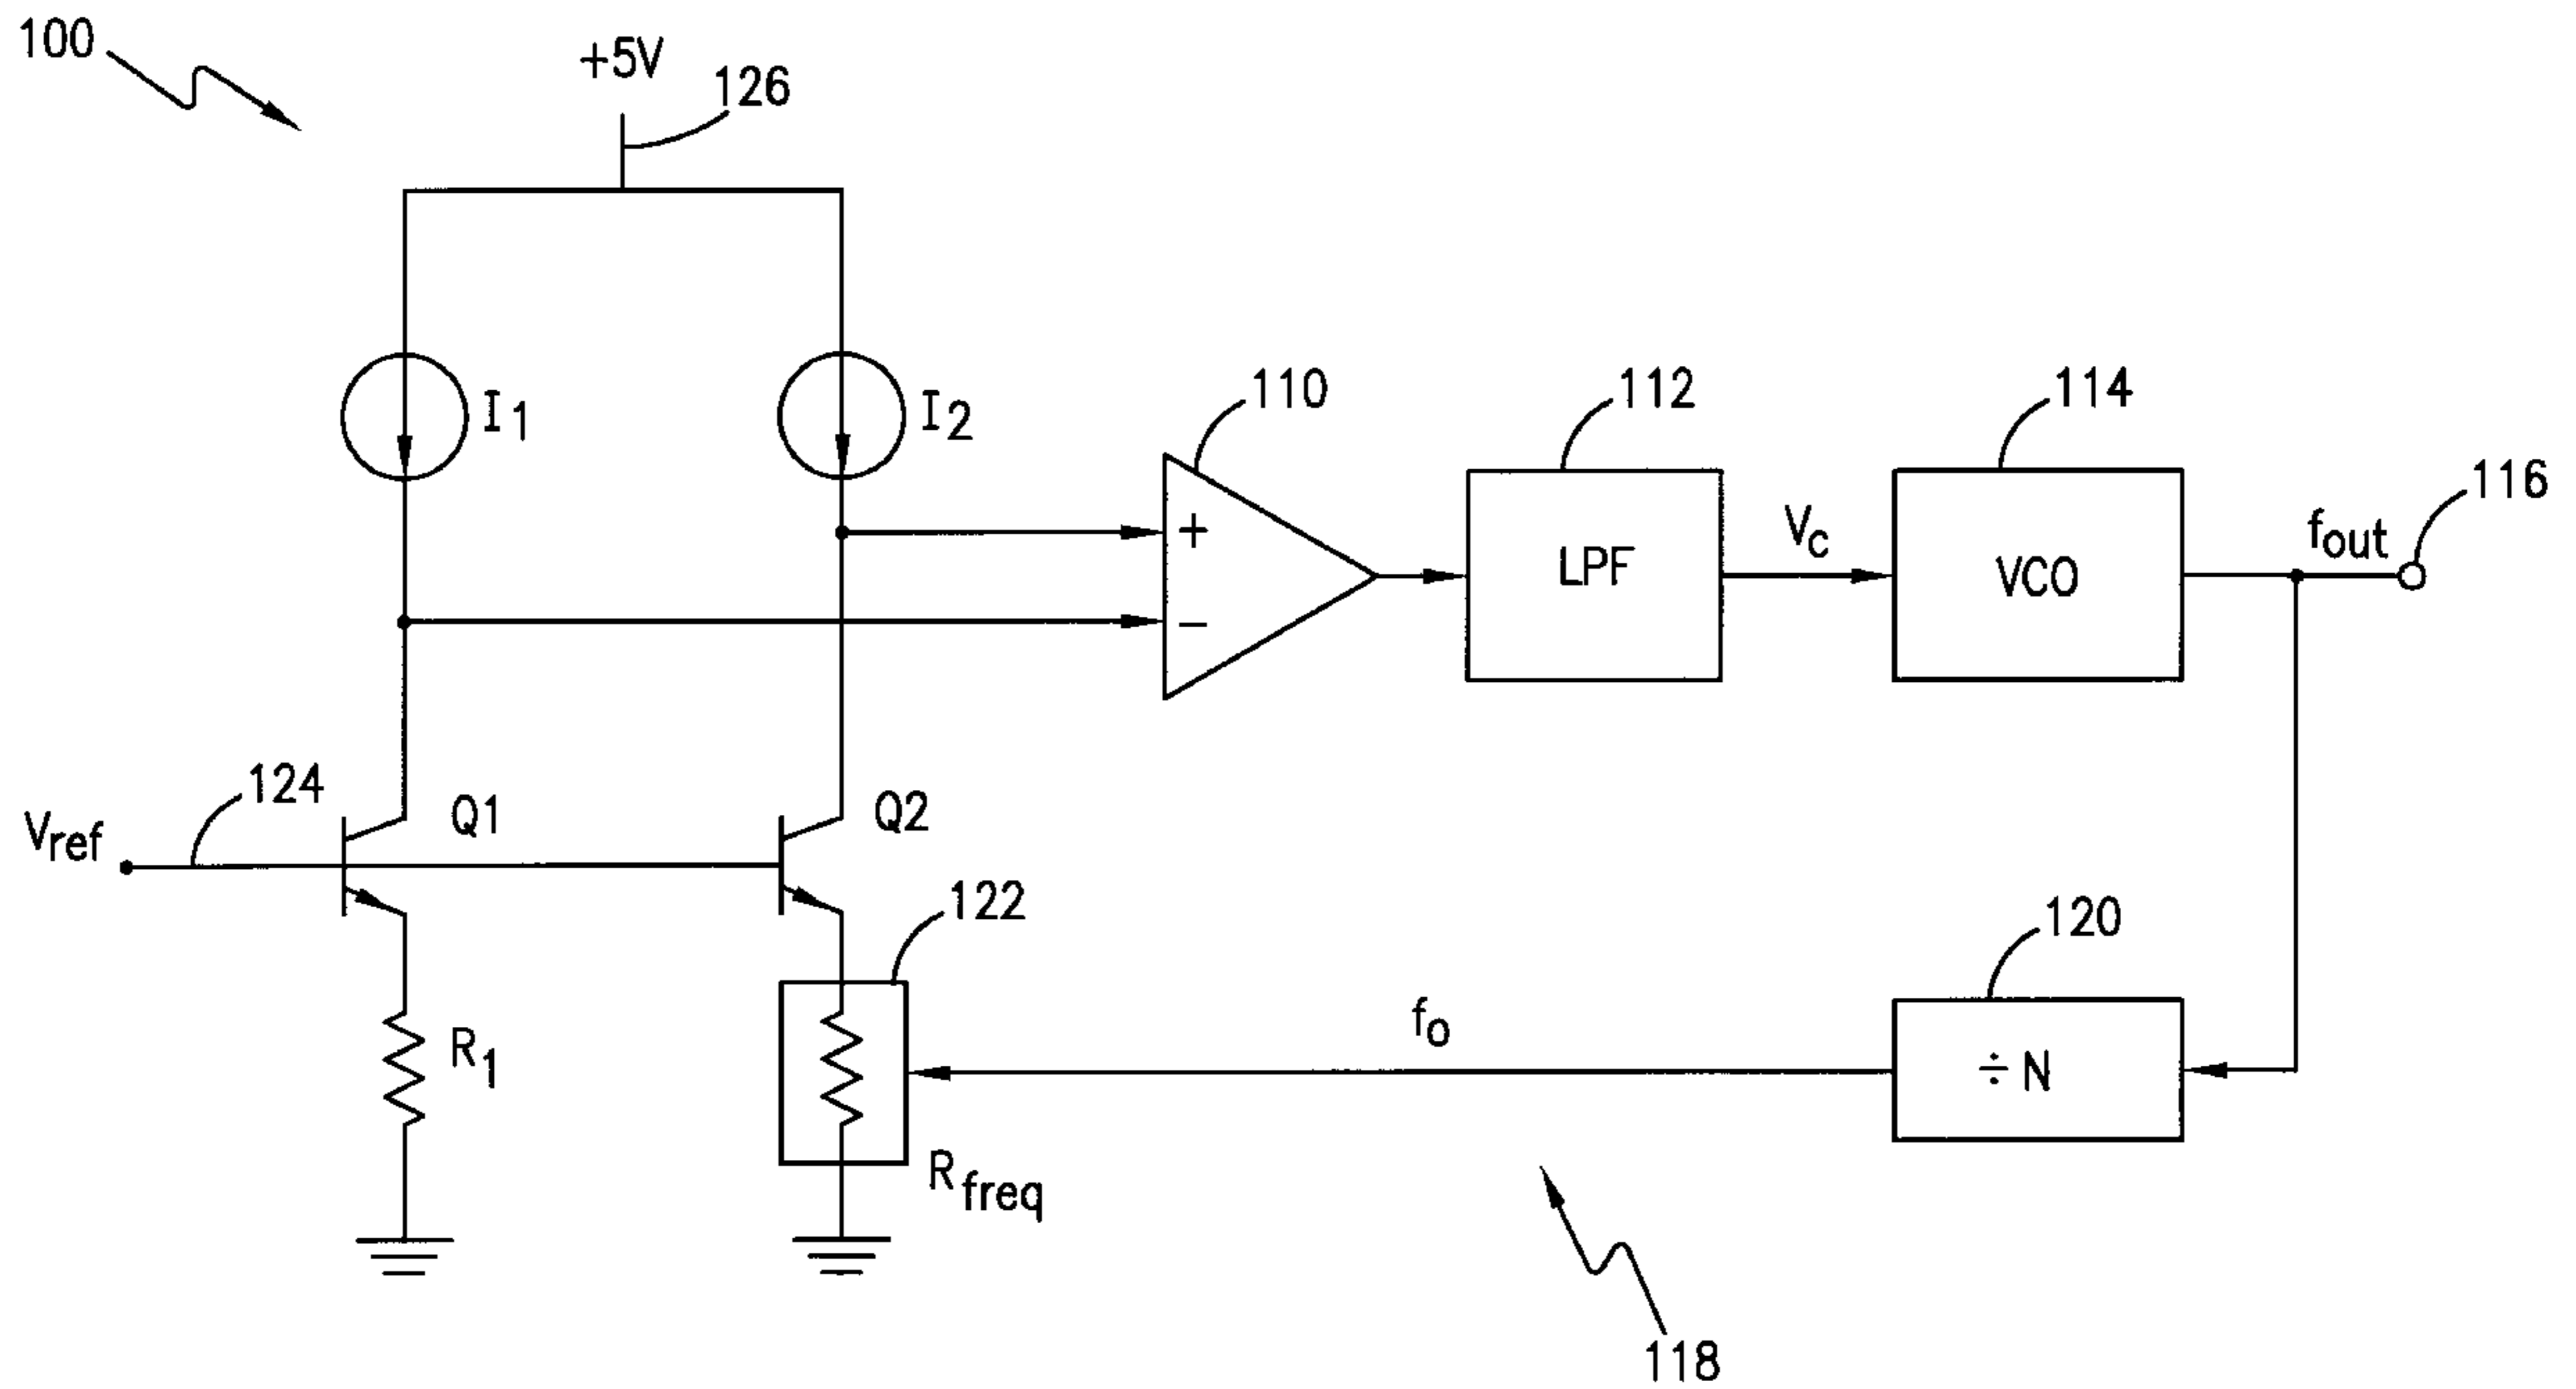 100
+5V
126
I1
I2
110
112
114
116
+
−
LPF
Vc
VCO
fout
124
Vref
Q1
Q2
122
120
R1
fo
÷N
Rfreq
118